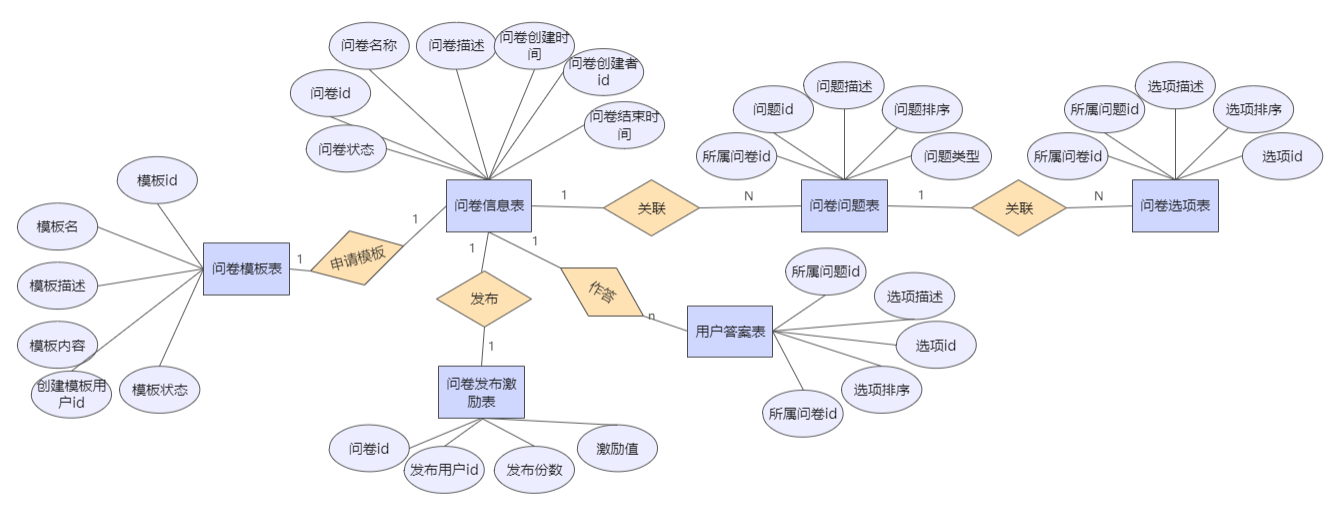 问卷名称
问卷描述
问卷创建时
间
问卷创建者
id
问卷id
问卷结束时
间
问卷状态
问题描述
问题id
问题排序
所属问卷id
问题类型
选项描述
所属问题id
选项排序
所属问卷id
选项id
模板id
模板名
模板描述
模板内容
创建模板用
户id
模板状态
问卷模板表
1
申请模板
1
问卷信息表
1
关联
N
问卷问题表
1
关联
N
问卷选项表
1
发布
1
1
作答
n
用户答案表
所属问题id
选项描述
选项id
选项排序
所属问卷id
问卷发布激
励表
问卷id
发布用户id
发布份数
激励值